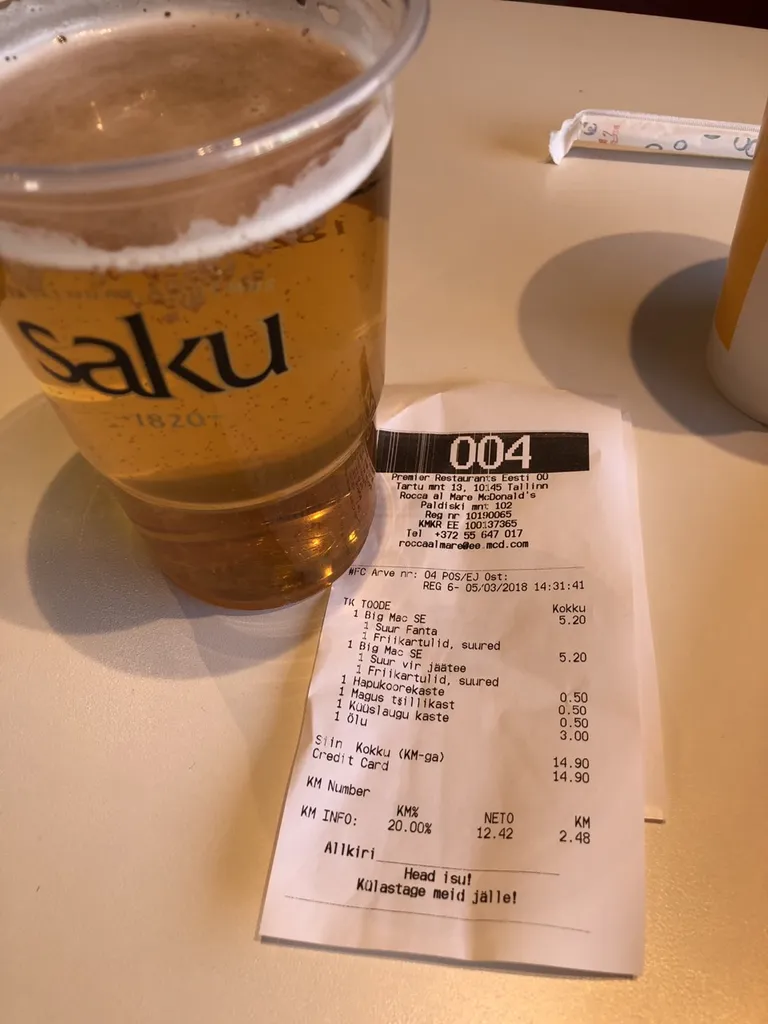 saku
1820
004
Premier Restaurants Eesti OÜ
Tartu mnt 13, 10145 Tallinn
Rocca al Mare McDonald's
Paldiski mnt 102
Reg nr 10190065
KMKR EE 100137365
Tel +372 55 647 017
roccaalmare@ee.mcd.com
WFC Arve nr: 04 POS/EJ Ost:
REG 6- 05/03/2018 14:31:41
TK TOODE Kokku
1 Big Mac SE 5.20
1 Suur Fanta
1 Friikartulid, suured
1 Big Mac SE 5.20
1 Suur vir jäätee
1 Friikartulid, suured
1 Hapukoorekaste 0.50
1 Magus tšillikast 0.50
1 Küüslaugu kaste 0.50
1 Õlu 3.00
Siin Kokku (KM-ga) 14.90
Credit Card 14.90
KM Number
KM INFO: KM% NETO KM
20.00% 12.42 2.48
Allkiri
Head isu!
Külastage meid jälle!